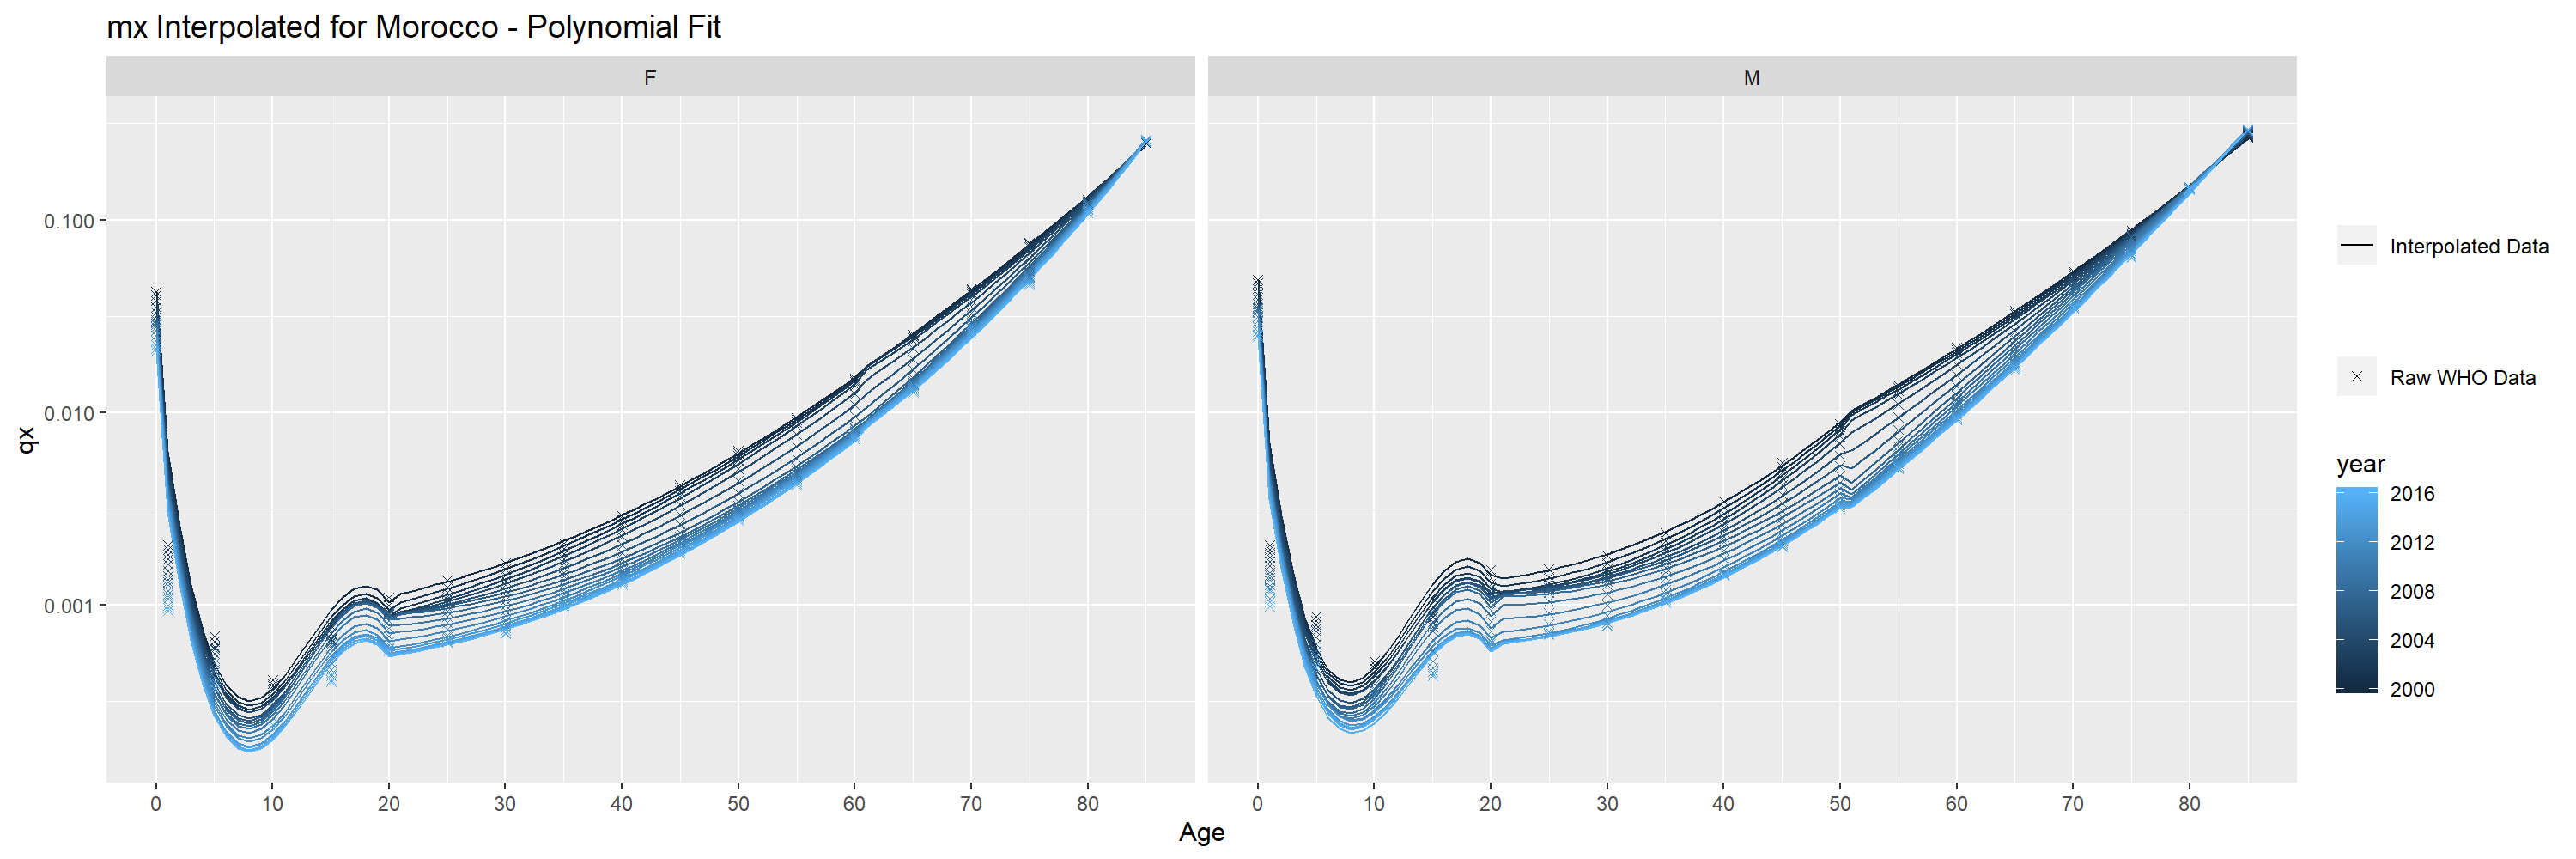 mx Interpolated for Morocco - Polynomial Fit
F
M
0.100
0.010
0.001
qx
0 10 20 30 40 50 60 70 80
0 10 20 30 40 50 60 70 80
Age
Interpolated Data
Raw WHO Data
year
2016
2012
2008
2004
2000